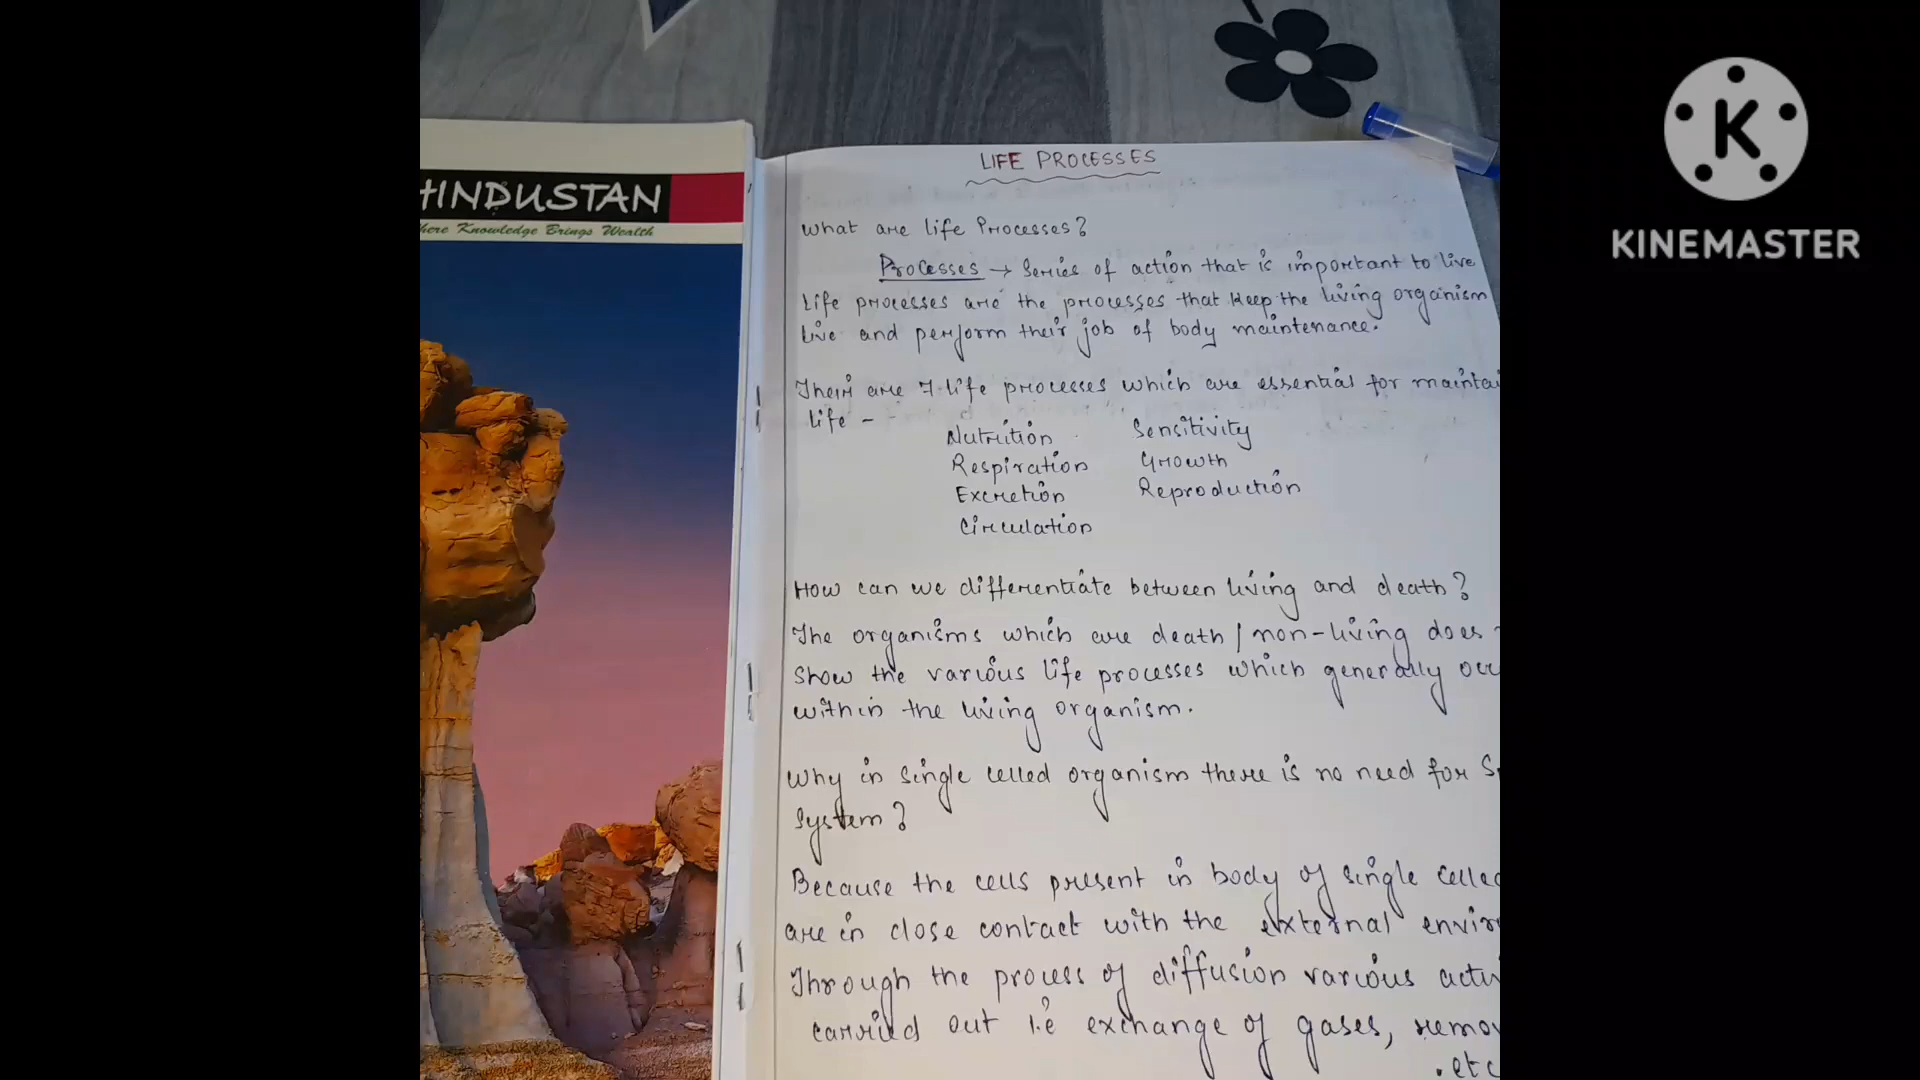 HINDUSTAN
here Knowledge Brings Wealth
LIFE PROCESSES
What are life Processes?
Processes → Series of action that is important to live
Life processes are the processes that keep the living organism
live and perform their job of body maintenance.
Their are 7 life processes which are essential for maintai
life -
Nutrition Sensitivity
Respiration Growth
Excretion Reproduction
Circulation
How can we differentiate between living and death?
The organisms which are death/non-living does
Show the various life processes which generally occ
within the living organism.
Why in single celled organism there is no need for S
System?
Because the cells present in body of single celled
are in close contact with the external envir
Through the process of diffusion various acti
carried out i.e exchange of gases, remov
.etc
KINEMASTER